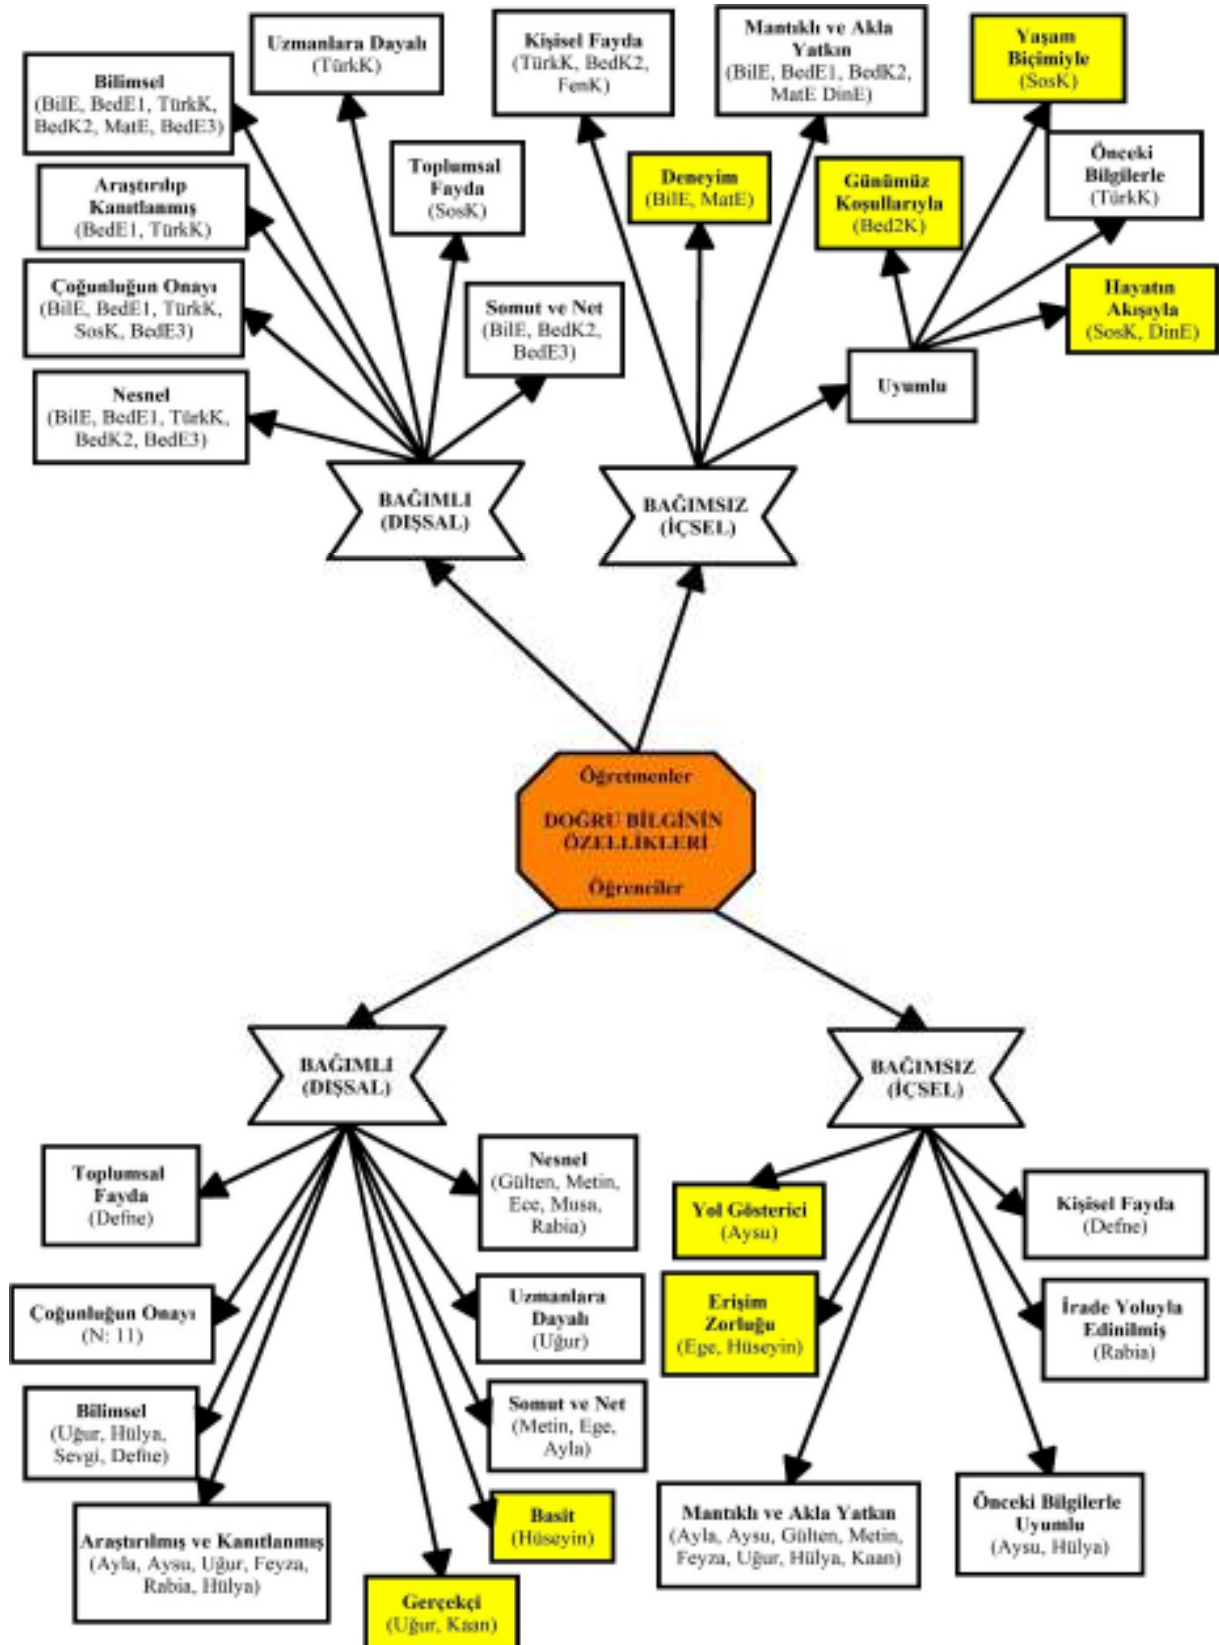 Uzmanlara Dayalı
(TürkK)
Kişisel Fayda
(TürkK, BedK2,
FenK)
Mantıklı ve Akla
Yatkın
(BilE, BedE1, BedK2,
MatE DinE)
Yaşam
Biçimiyle
(SosK)
Bilimsel
(BilE, BedE1, TürkK,
BedK2, MatE, BedE3)
Toplumsal
Fayda
(SosK)
Deneyim
(BilE, MatE)
Günümüz
Koşullarıyla
(Bed2K)
Önceki
Bilgilerle
(TürkK)
Araştırılıp
Kanıtlanmış
(BedE1, TürkK)
Çoğunluğun Onayı
(BilE, BedE1, TürkK,
SosK, BedE3)
Somut ve Net
(BilE, BedK2,
BedE3)
Hayatın
Akışıyla
(SosK, DinE)
Nesnel
(BilE, BedE1, TürkK,
BedK2, BedE3)
Uyumlu
BAĞIMLI
(DIŞSAL)
BAĞIMSIZ
(İÇSEL)
Öğretmenler
DOĞRU BİLGİNİN
ÖZELLİKLERİ
Öğrenciler
BAĞIMLI
(DIŞSAL)
BAĞIMSIZ
(İÇSEL)
Toplumsal
Fayda
(Defne)
Nesnel
(Gülten, Metin,
Ece, Musa,
Rabia)
Yol Gösterici
(Aysu)
Kişisel Fayda
(Defne)
Çoğunluğun Onayı
(N: 11)
Uzmanlara
Dayalı
(Uğur)
Erişim
Zorluğu
(Ege, Hüseyin)
İrade Yoluyla
Edinilmiş
(Rabia)
Bilimsel
(Uğur, Hülya,
Sevgi, Defne)
Somut ve Net
(Metin, Ege,
Ayla)
Araştırılmış ve Kanıtlanmış
(Ayla, Aysu, Uğur, Feyza,
Rabia, Hülya)
Basit
(Hüseyin)
Mantıklı ve Akla Yatkın
(Ayla, Aysu, Gülten, Metin,
Feyza, Uğur, Hülya, Kaan)
Önceki Bilgilerle
Uyumlu
(Aysu, Hülya)
Gerçekçi
(Uğur, Kaan)